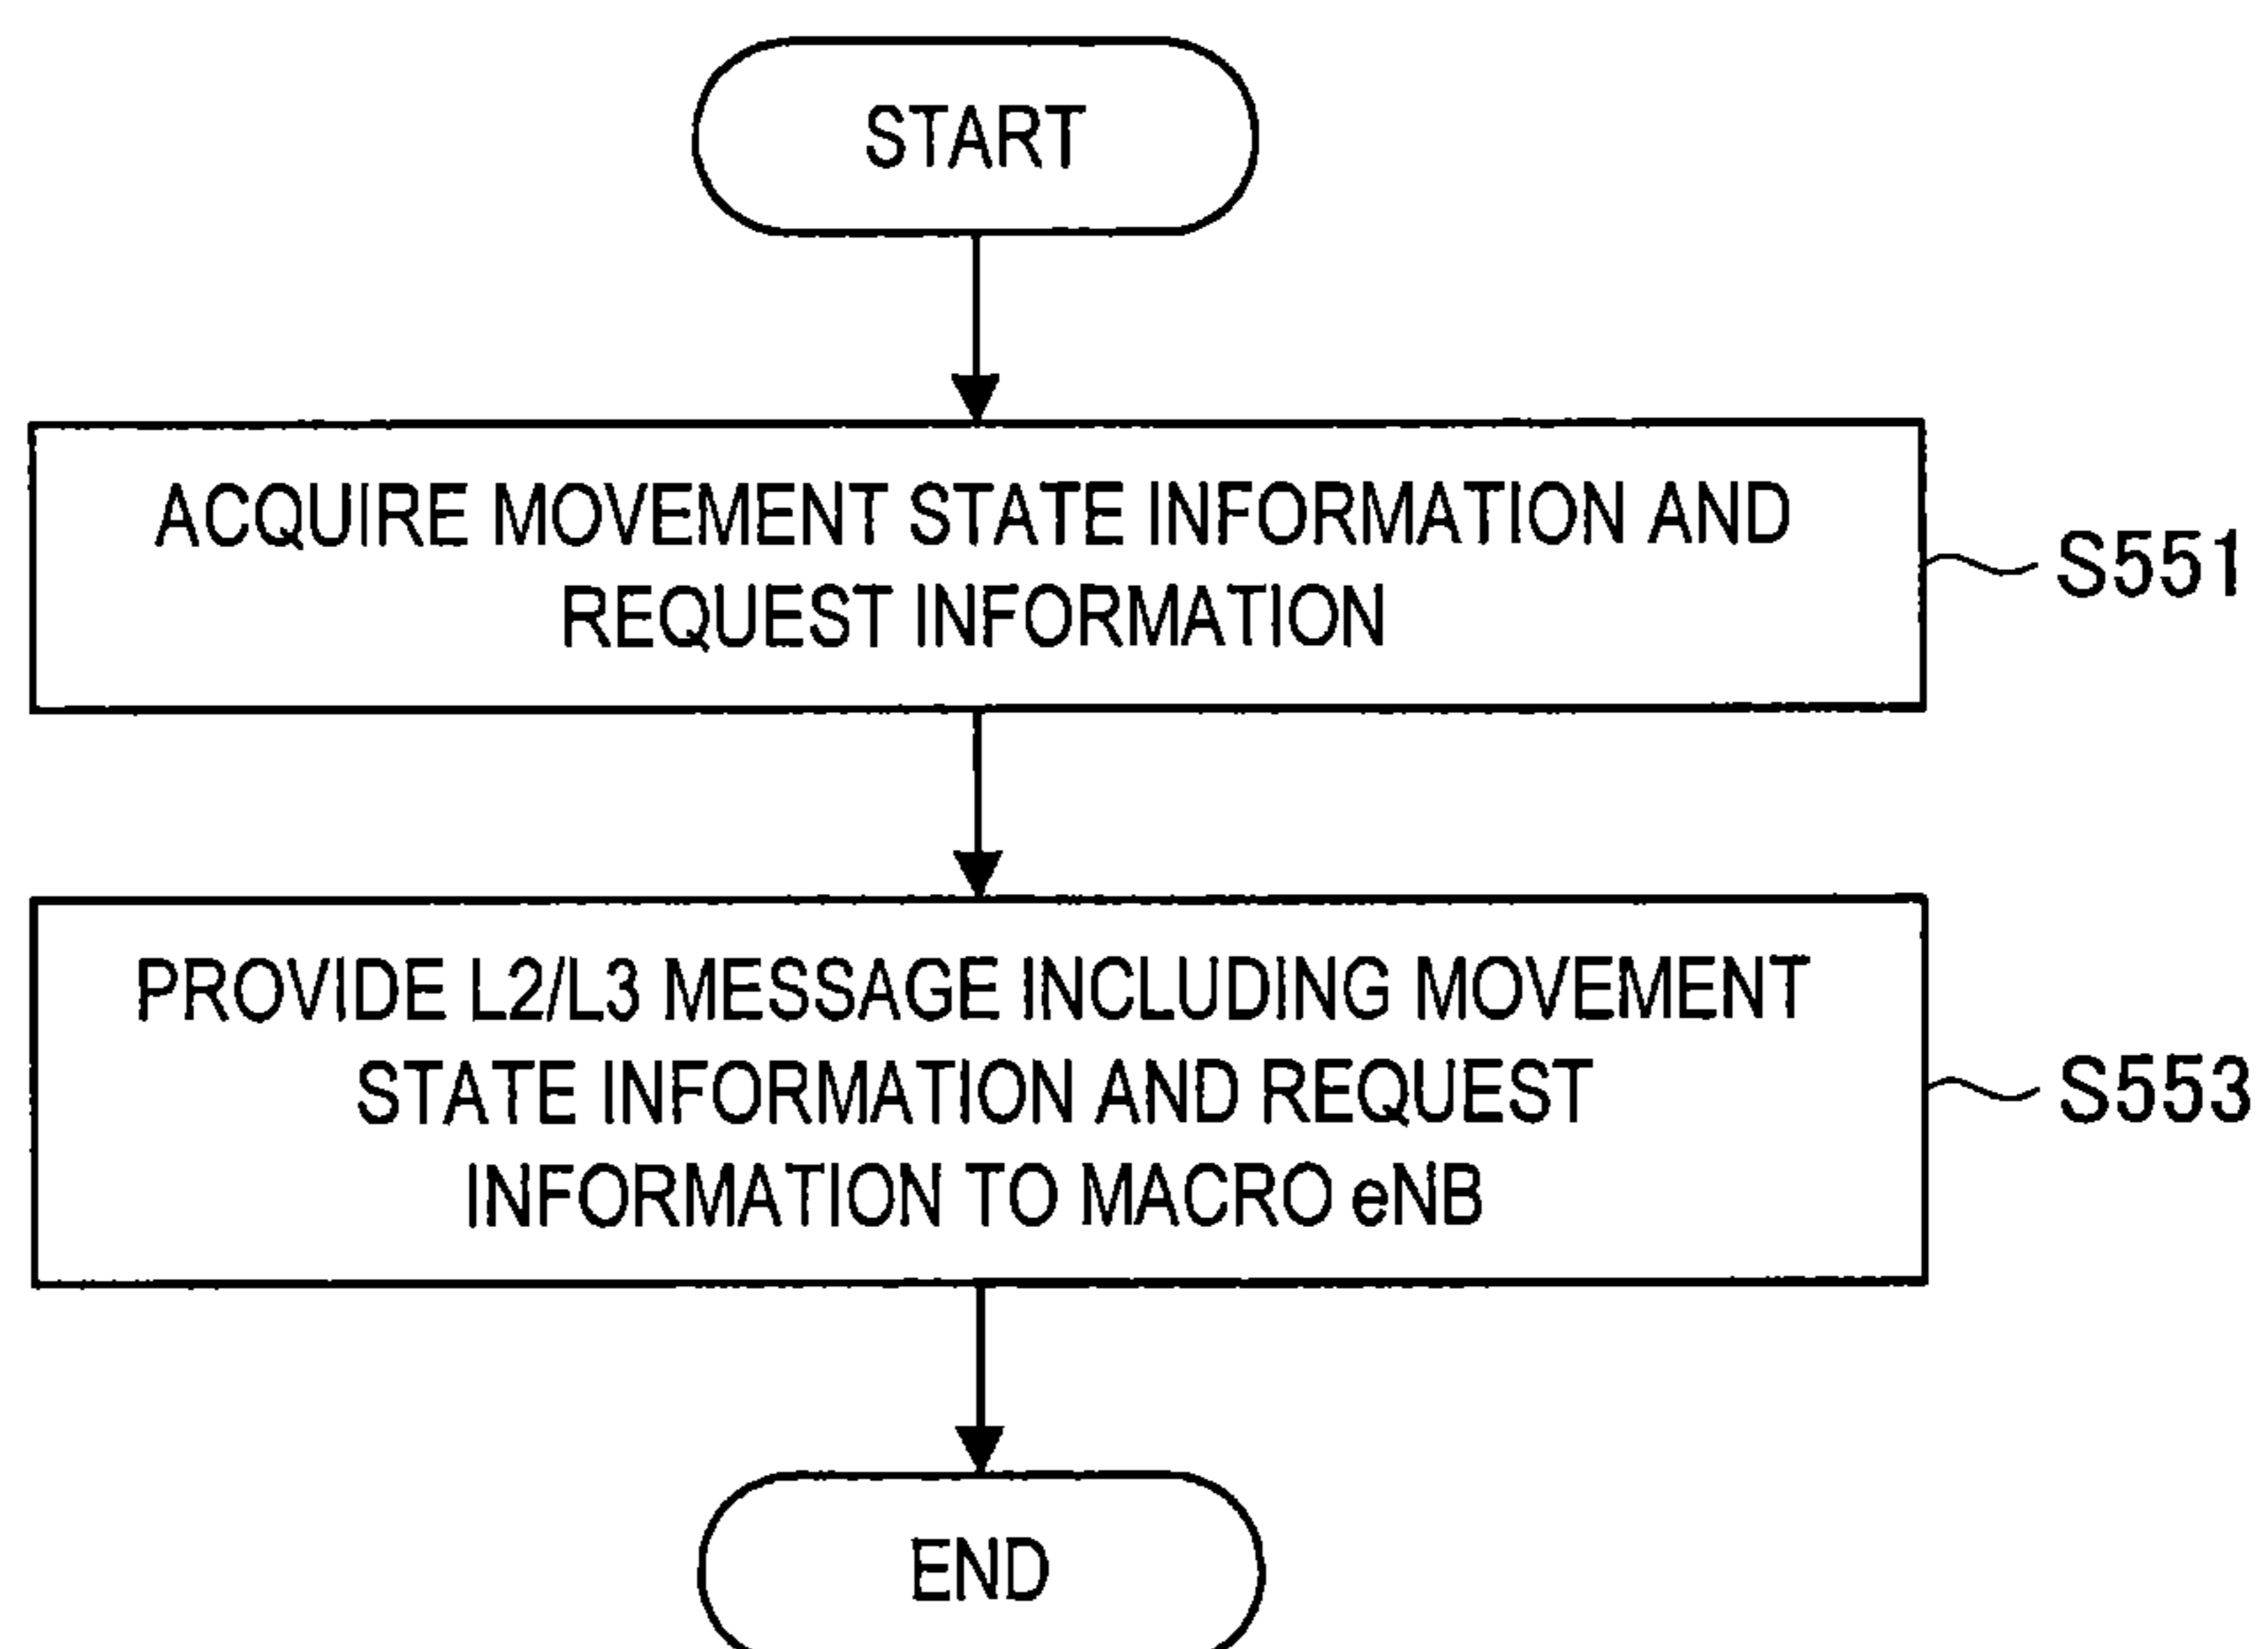 START
ACQUIRE MOVEMENT STATE INFORMATION AND
REQUEST INFORMATION
S551
PROVIDE L2/L3 MESSAGE INCLUDING MOVEMENT
STATE INFORMATION AND REQUEST
INFORMATION TO MACRO eNB
S553
END